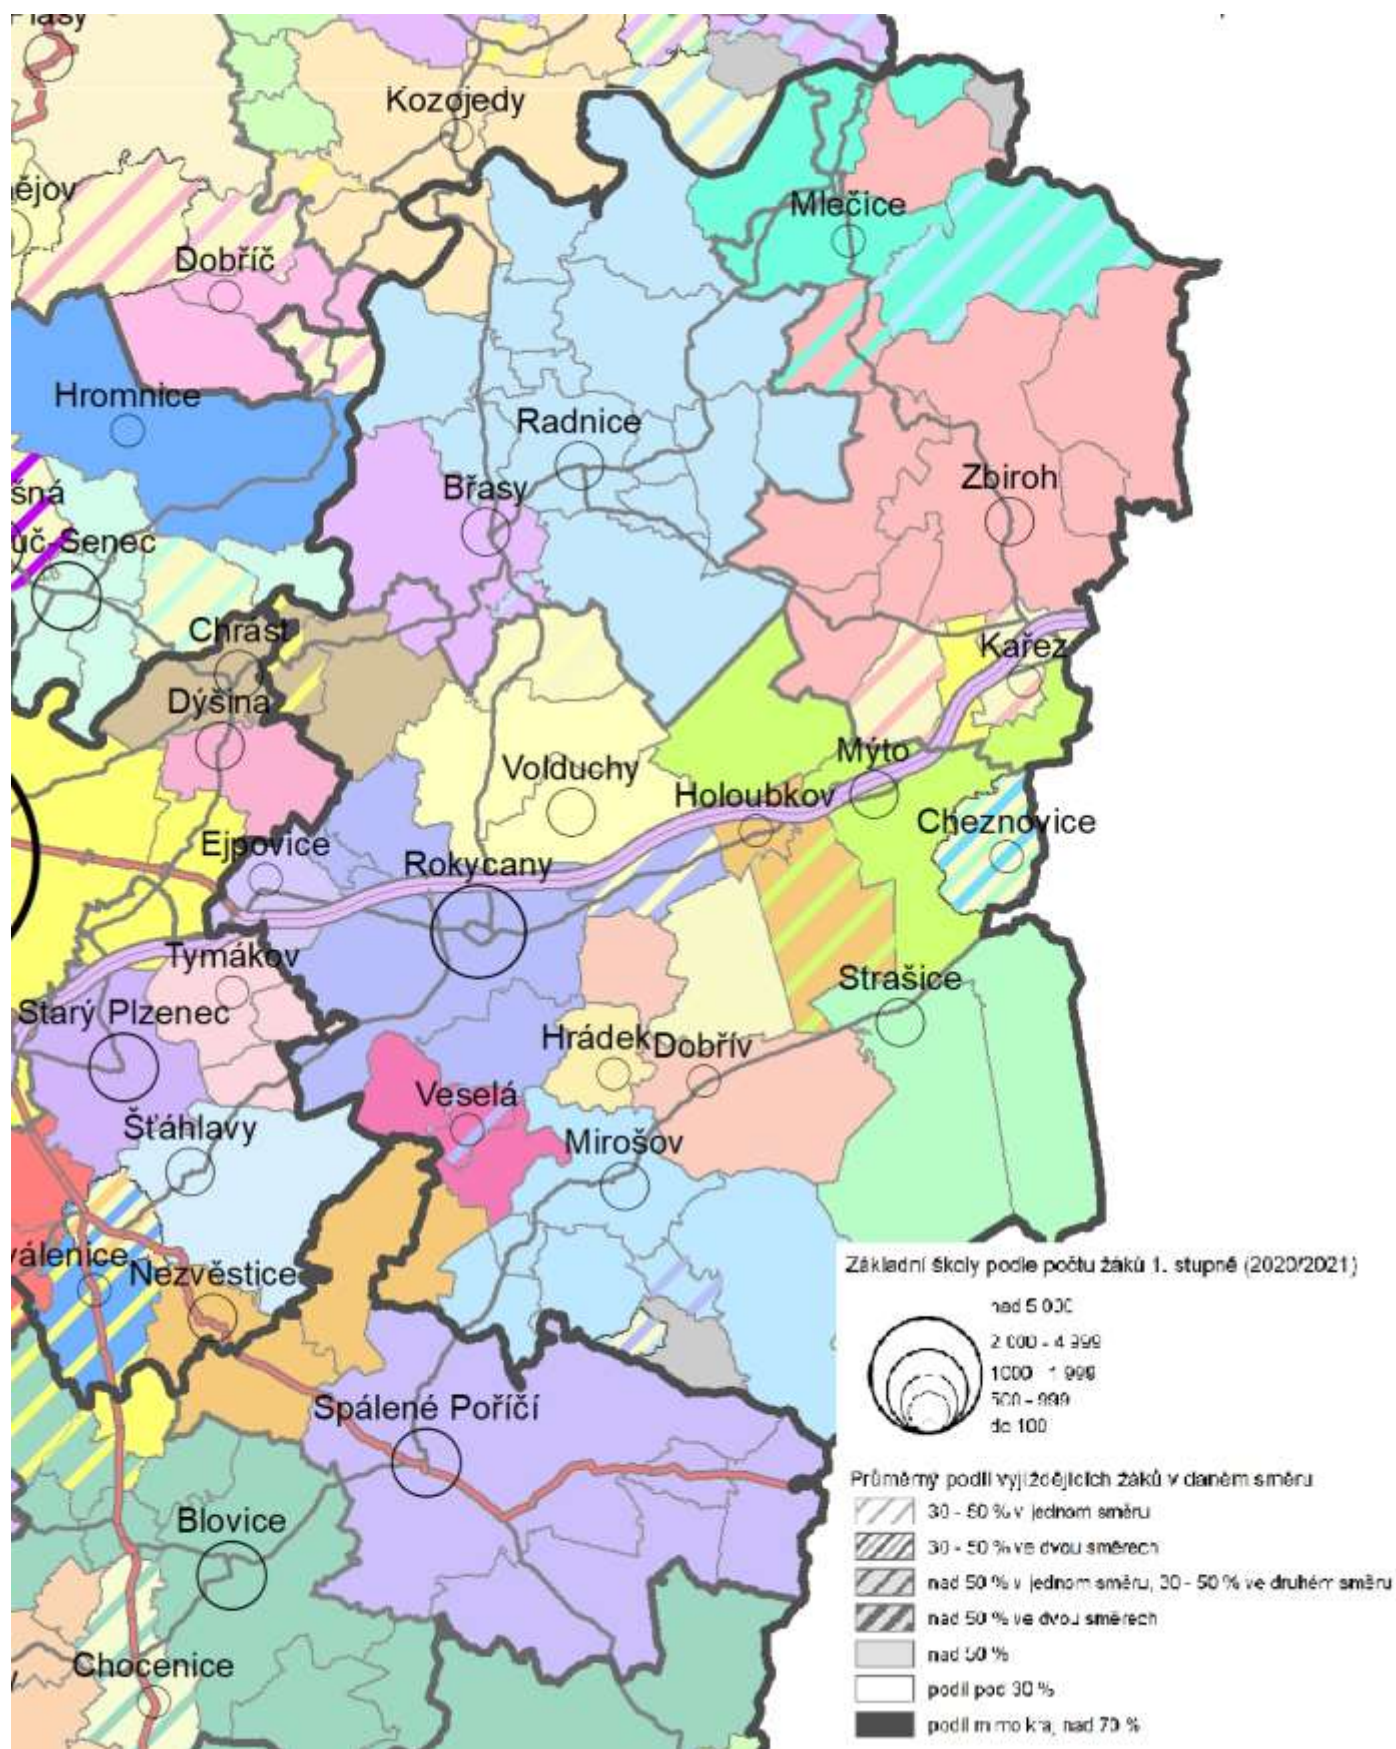 Kozojedy
ějov
Mlečice
Dobříč
Hromnice
Radnice
Zbiroh
Břasy
šná
uč-Senec
Chrást
Kařez
Dýšina
Mýto
Volduchy
Holoubkov
Cheznovice
Ejpovice
Rokycany
Tymákov
Strašice
Starý Plzenec
Hrádek
Dobřív
Veselá
Šťáhlavy
Mirošov
válenice
Nezvěstice
Základní školy podle počtu žáků 1. stupně (2020/2021)
nad 5 000
2 000 - 4 999
1000 - 1 999
500 - 999
do 100
Spálené Poříčí
Průměrný podíl vyjíždějících žáků v daném směru
30 - 50 % v jednom směru
30 - 50 % ve dvou směrech
Blovice
nad 50 % v jednom směru, 30 - 50 % ve druhém směru
nad 50 % ve dvou směrech
nad 50 %
Chocenice
podíl pod 30 %
podíl mimo kraj nad 70 %